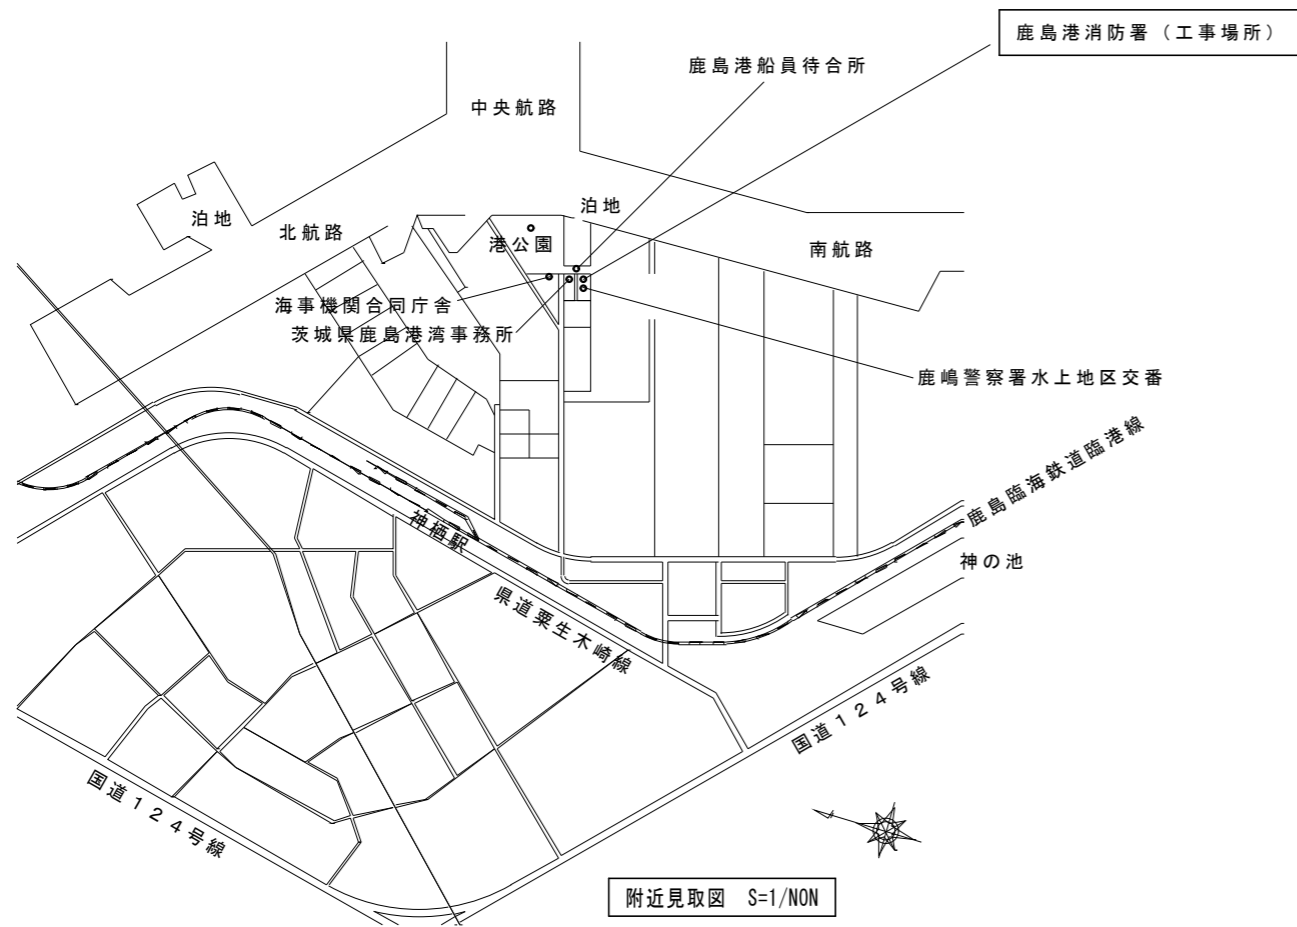 鹿島港消防署（工事場所）
鹿島港船員待合所
中央航路
泊地
泊地
北航路
港公園
南航路
海事機関合同庁舎
茨城県鹿島港湾事務所
鹿嶋警察署水上地区交番
鹿島臨海鉄道臨港線
神栖駅
神の池
県道粟生木崎線
国道１２４号線
国道１２４号線
附近見取図　S=1/NON